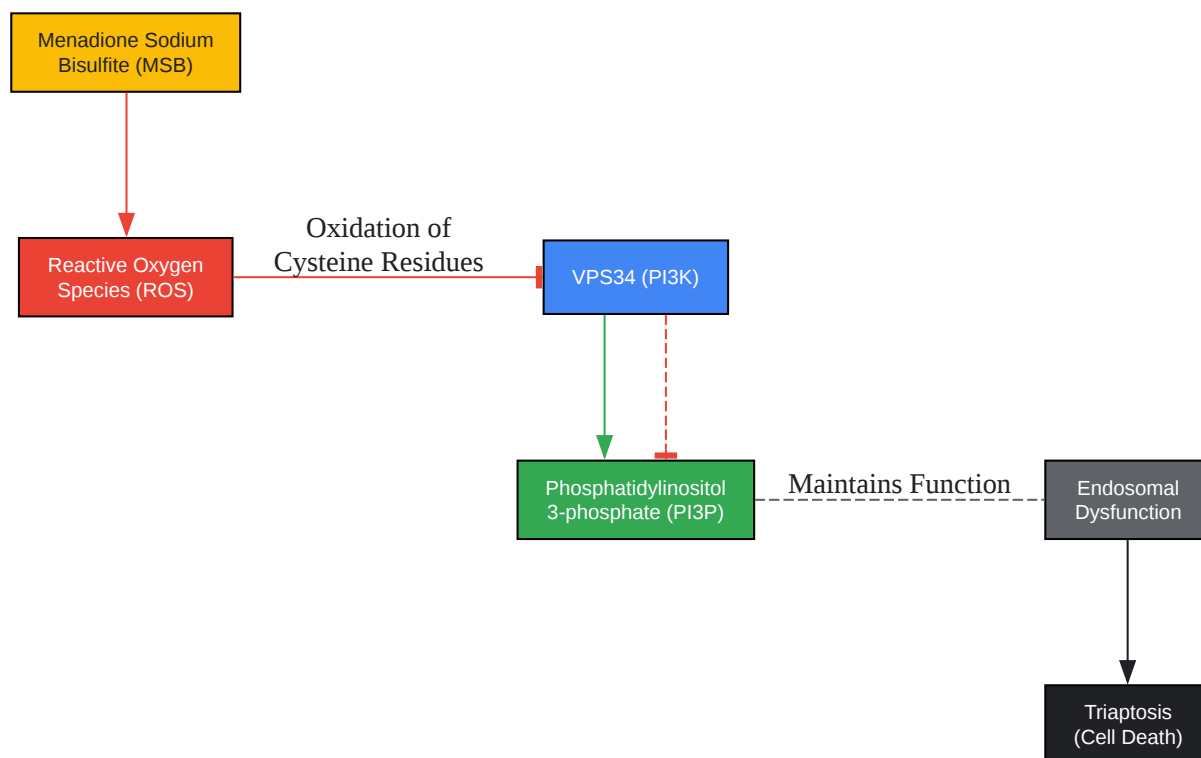 Menadione Sodium
Bisulfite (MSB)
Oxidation of
Cysteine Residues
Reactive Oxygen
Species (ROS)
VPS34 (PI3K)
Phosphatidylinositol
3-phosphate (PI3P)
Maintains Function
Endosomal
Dysfunction
Triaptosis
(Cell Death)